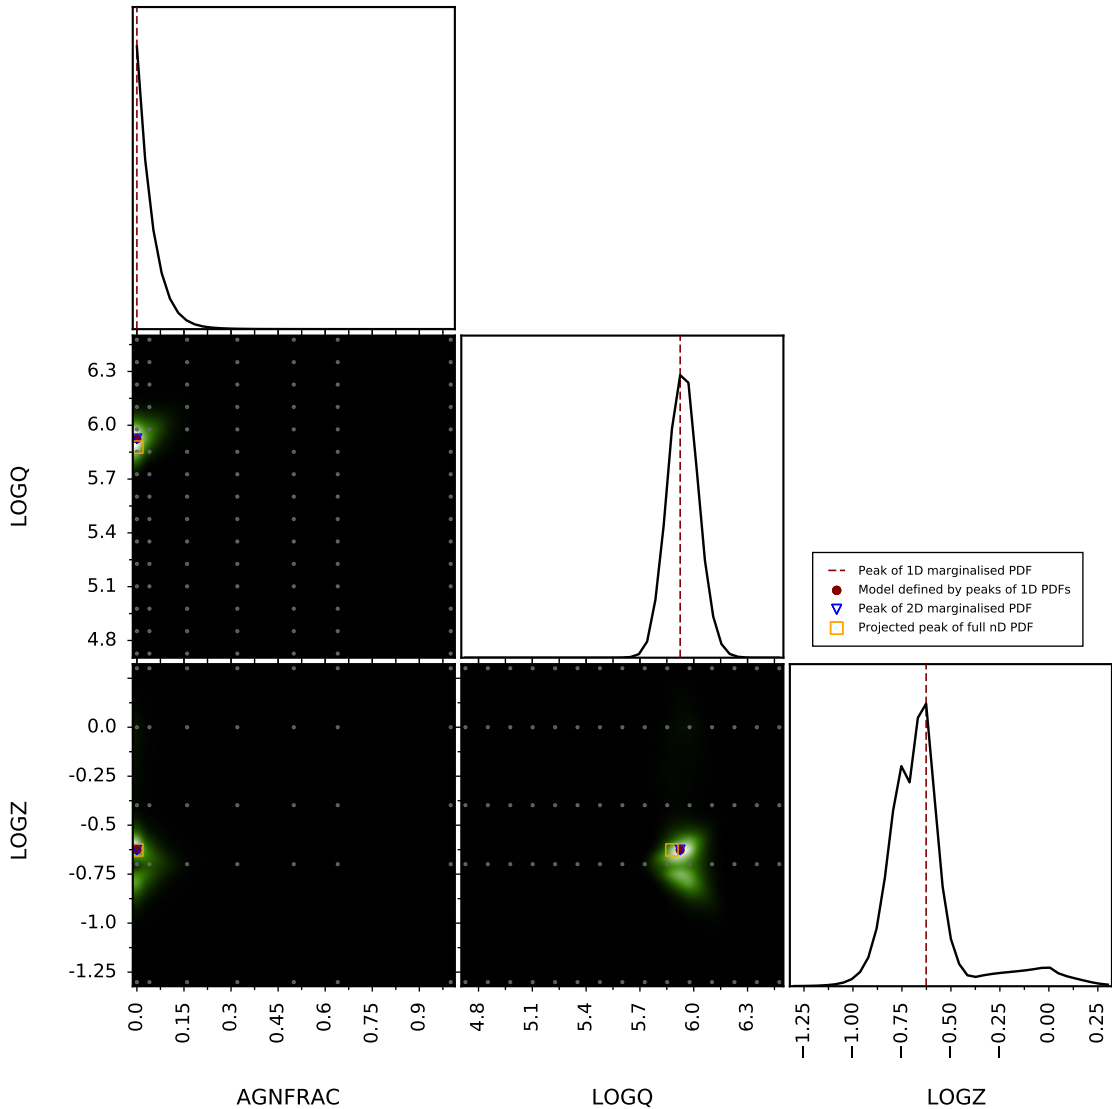 6.3
6.0
5.7
5.4
5.1
4.8
LOGQ
Peak of 1D marginalised PDF
Model defined by peaks of 1D PDFs
Peak of 2D marginalised PDF
Projected peak of full nD PDF
0.0
-0.25
-0.5
-0.75
-1.0
-1.25
LOGZ
0.0 0.15 0.3 0.45 0.6 0.75 0.9
4.8 5.1 5.4 5.7 6.0 6.3
−1.25 −1.00 −0.75 −0.50 −0.25 0.00 0.25
AGNFRAC LOGQ LOGZ